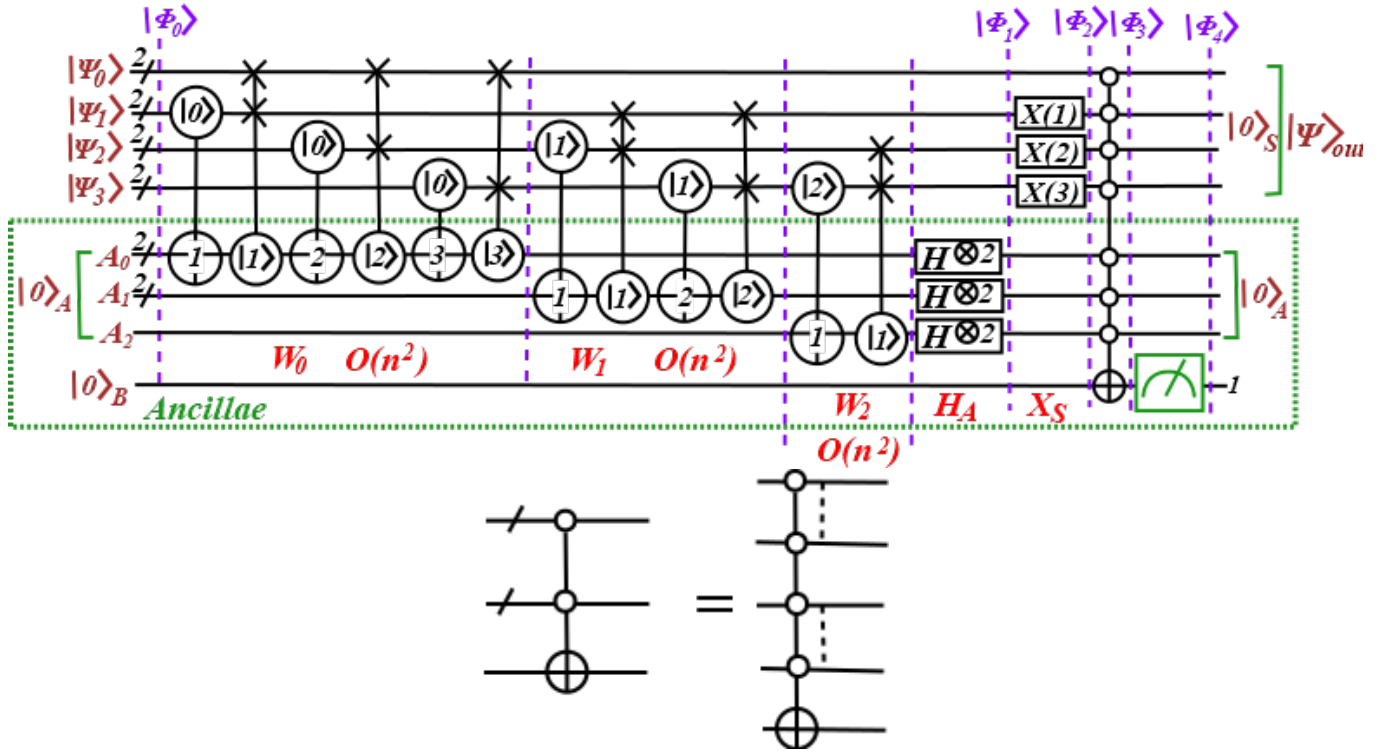 |Φ₀⟩ |Φ₁⟩ |Φ₂⟩ |Φ₃⟩ |Φ₄⟩
|Ψ₀⟩ 2
|Ψ₁⟩ 2 |0⟩ X(1) |0⟩S |Ψ⟩out
|Ψ₂⟩ 2 |0⟩ |1⟩ X(2)
|Ψ₃⟩ 2 |0⟩ |1⟩ |2⟩ X(3)
A₀ 2 1 |1⟩ 2 |2⟩ 3 |3⟩ H⊗2
|0⟩A A₁ 2 1 |1⟩ 2 |2⟩ H⊗2 |0⟩A
A₂ 1 |1⟩ H⊗2
W₀ O(n²) W₁ O(n²)
|0⟩B 1
Ancillae W₂ HA XS
O(n²)
=